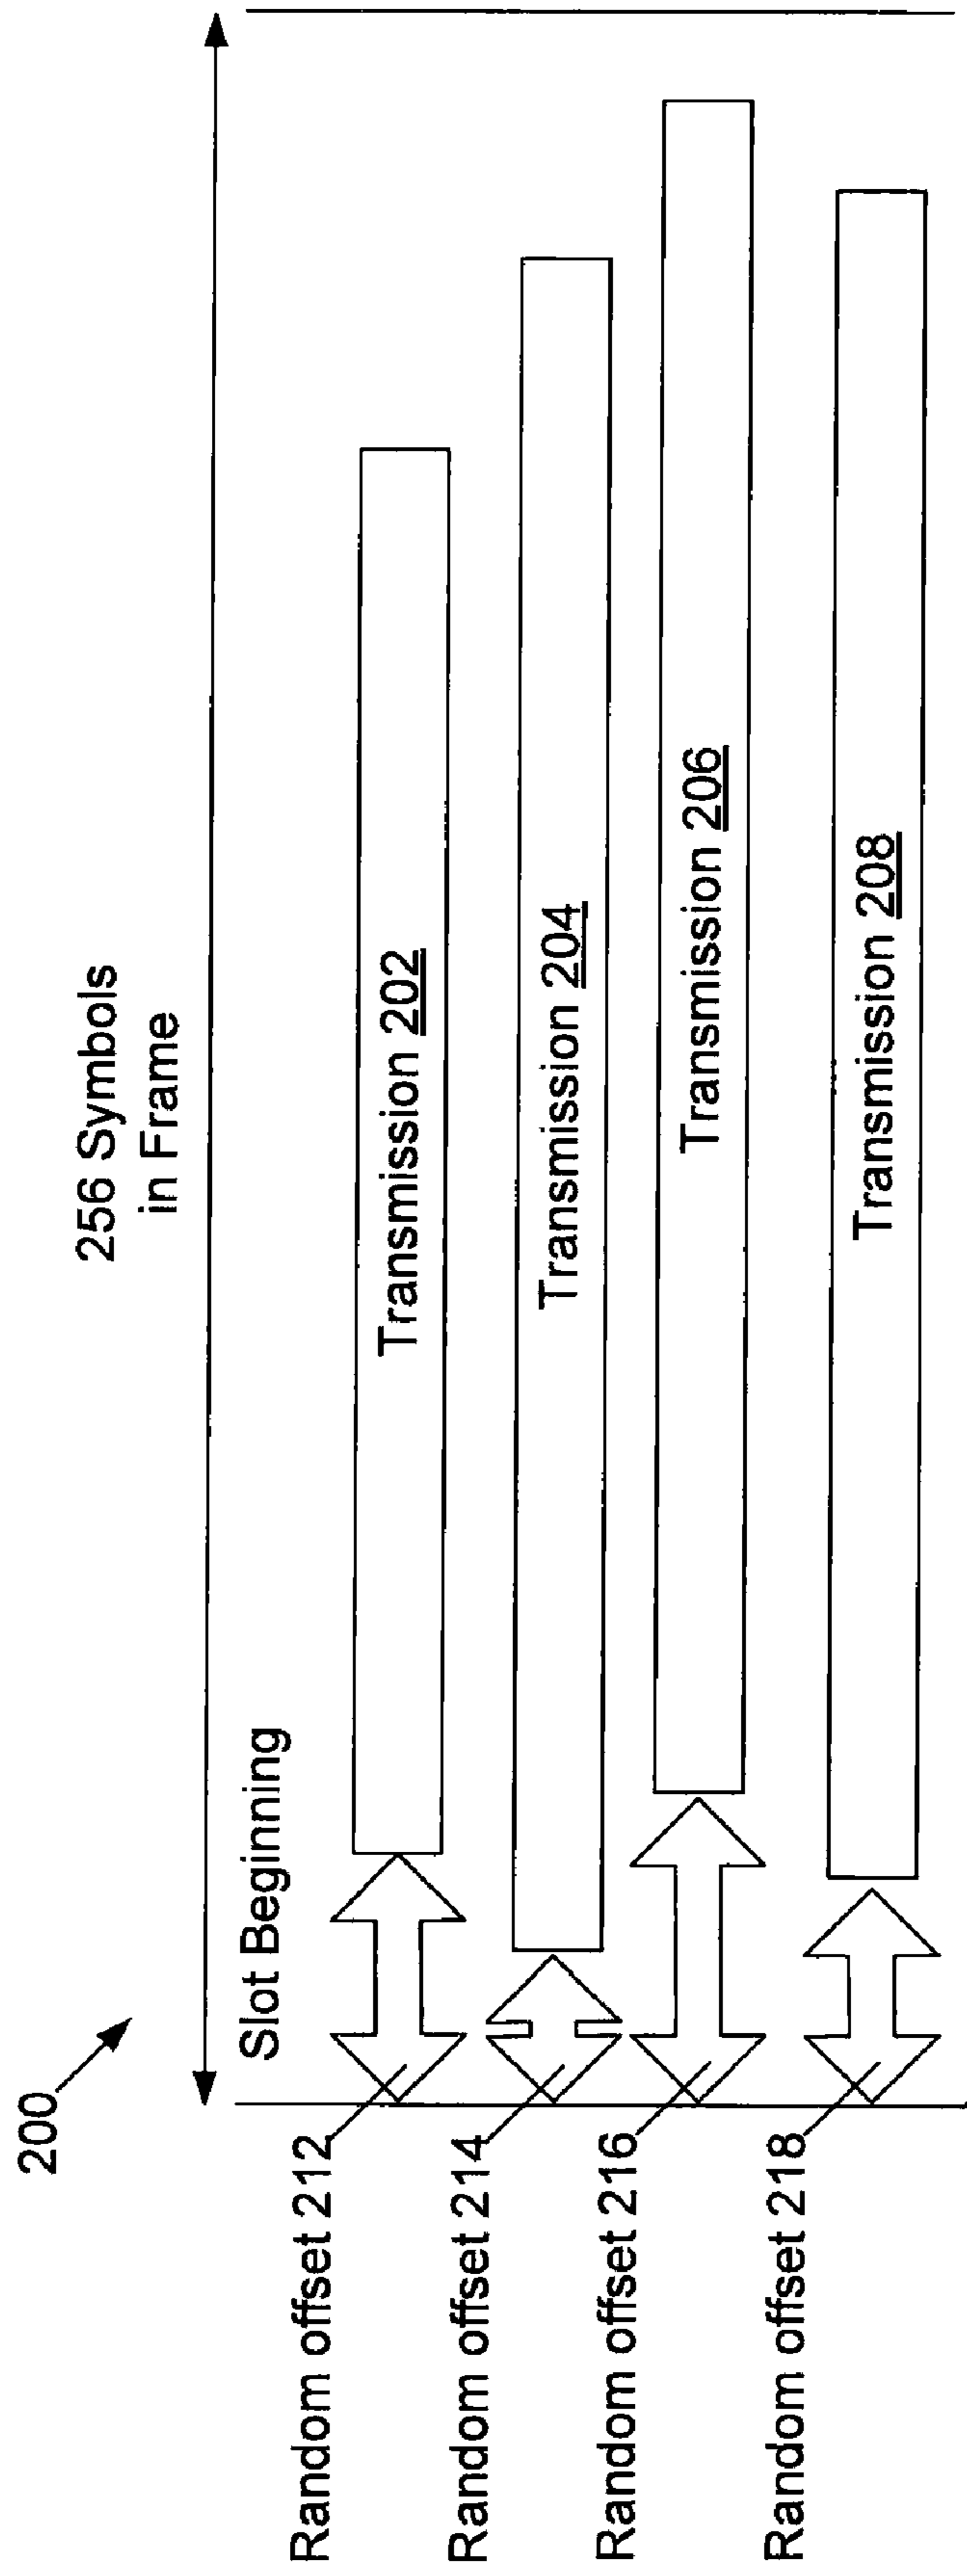 200
256 Symbols
in Frame
Slot Beginning
Random offset 212
Transmission 202
Random offset 214
Transmission 204
Random offset 216
Transmission 206
Random offset 218
Transmission 208